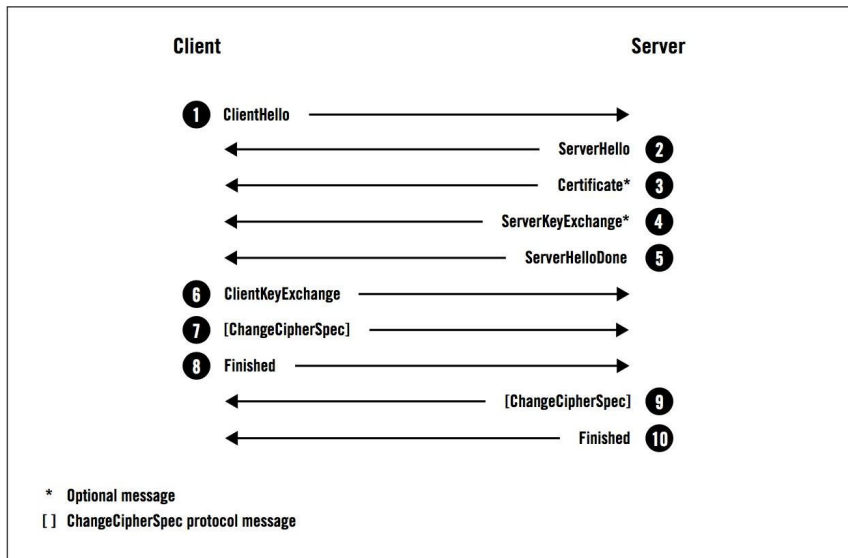 Client Server
1 ClientHello
ServerHello 2
Certificate* 3
ServerKeyExchange* 4
ServerHelloDone 5
6 ClientKeyExchange
7 [ChangeCipherSpec]
8 Finished
[ChangeCipherSpec] 9
Finished 10
* Optional message
[ ] ChangeCipherSpec protocol message